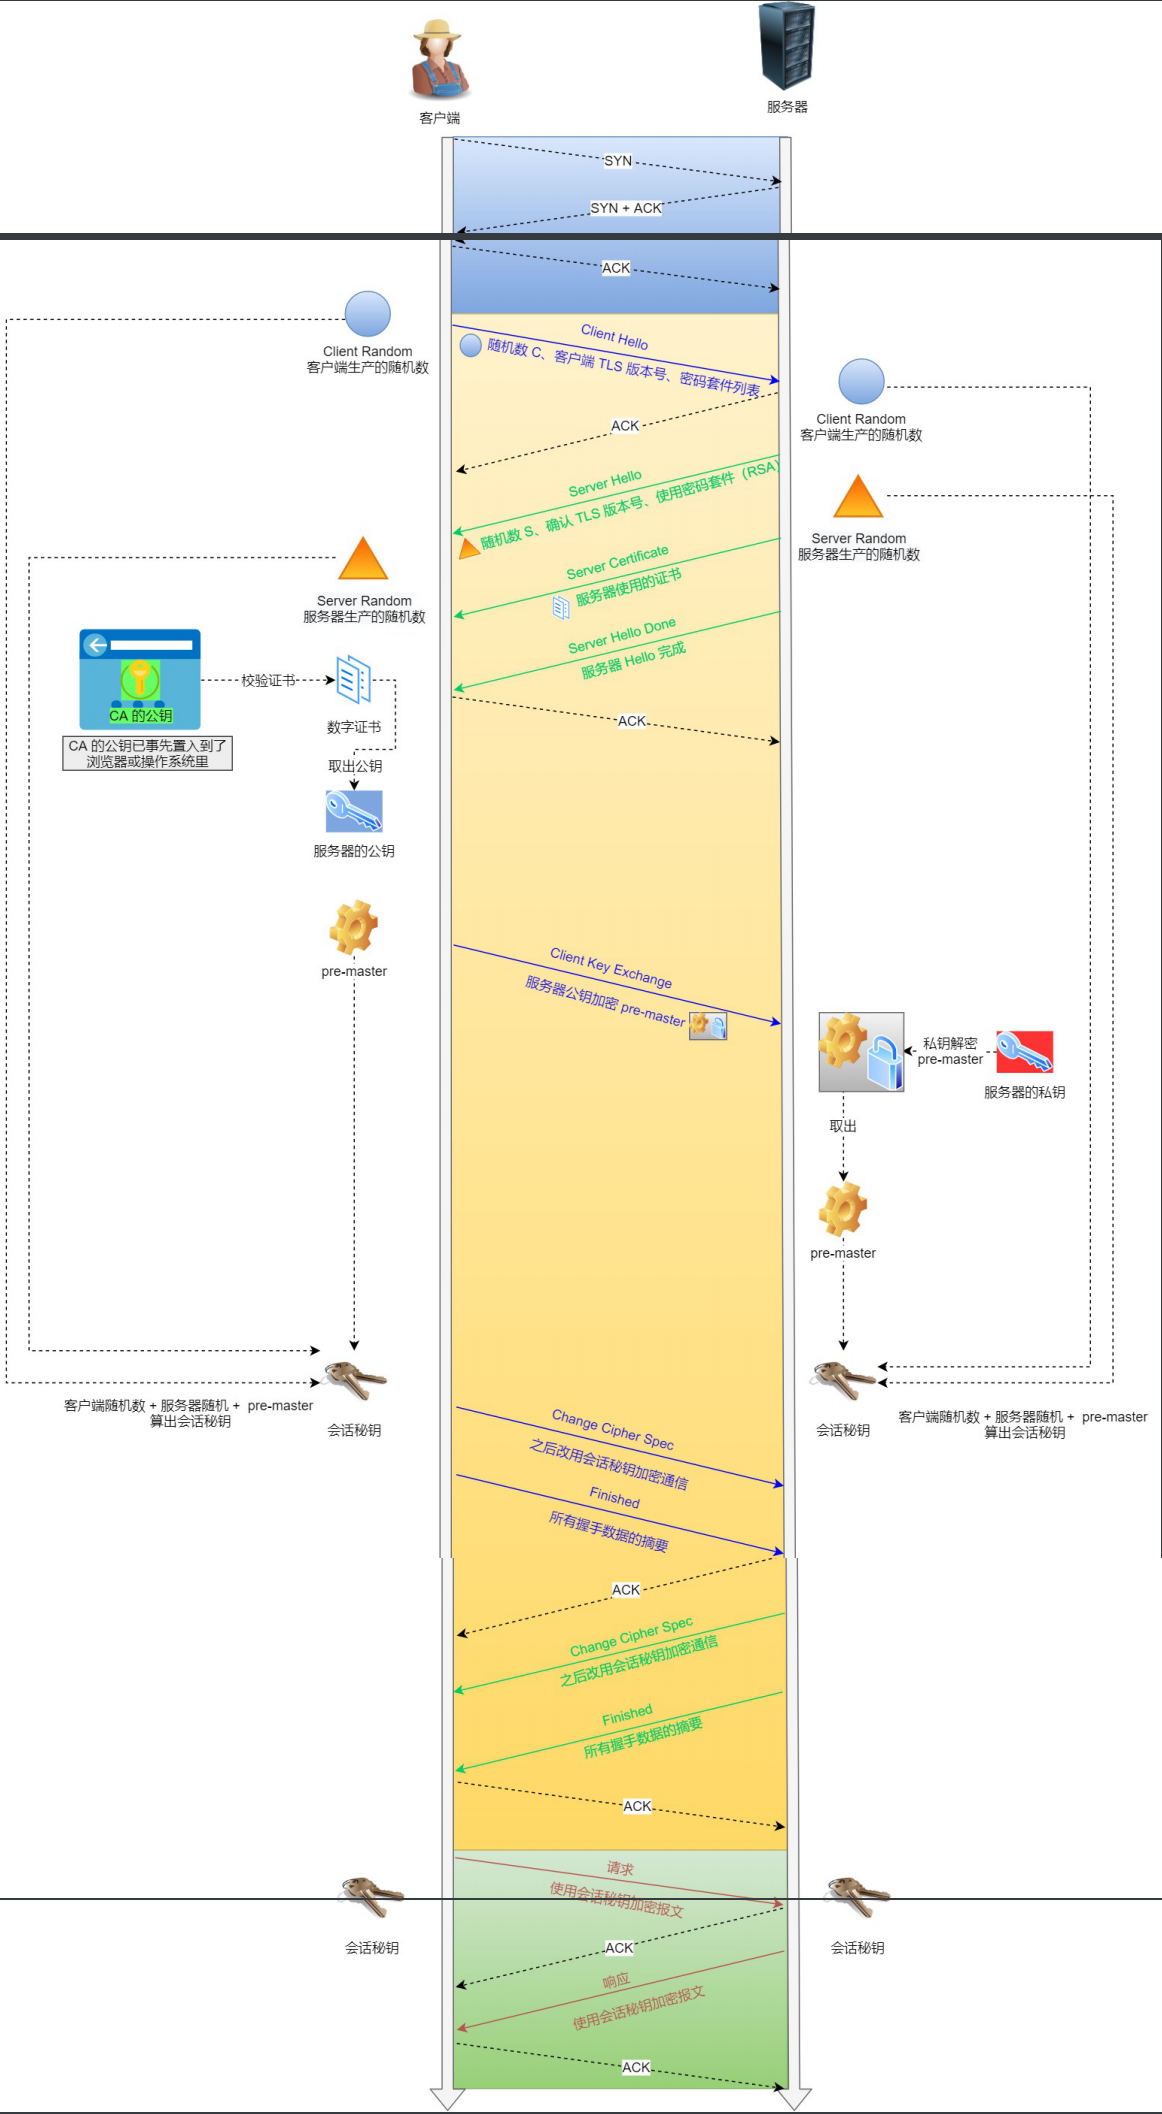 客户端
服务器
SYN
SYN + ACK
ACK
Client Random
客户端生产的随机数
Client Hello
随机数 C、客户端 TLS 版本号、密码套件列表
Client Random
客户端生产的随机数
ACK
Server Hello
随机数 S、确认 TLS 版本号、使用密码套件（RSA）
Server Random
服务器生产的随机数
Server Certificate
服务器使用的证书
Server Random
服务器生产的随机数
Server Hello Done
服务器 Hello 完成
校验证书
CA 的公钥
ACK
数字证书
CA 的公钥已事先置入到了
浏览器或操作系统里
取出公钥
服务器的公钥
pre-master
Client Key Exchange
服务器公钥加密 pre-master
私钥解密
pre-master
服务器的私钥
取出
pre-master
客户端随机数 + 服务器随机 + pre-master
算出会话秘钥
会话秘钥
Change Cipher Spec
之后改用会话秘钥加密通信
会话秘钥
客户端随机数 + 服务器随机 + pre-master
算出会话秘钥
Finished
所有握手数据的摘要
ACK
Change Cipher Spec
之后改用会话秘钥加密通信
Finished
所有握手数据的摘要
ACK
请求
使用会话秘钥加密报文
会话秘钥
ACK
会话秘钥
响应
使用会话秘钥加密报文
ACK